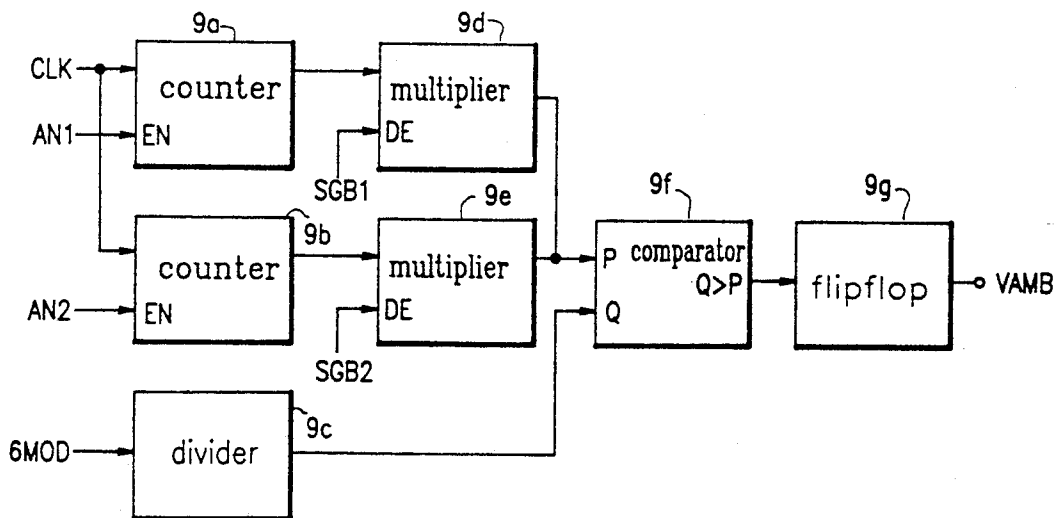 9a
9d
CLK
counter
multiplier
AN1
EN
DE
SGB1
9e
9f
9g
9b
counter
multiplier
P
comparator
Q>P
flipflop
VAMB
AN2
EN
DE
Q
SGB2
9c
6MOD
divider